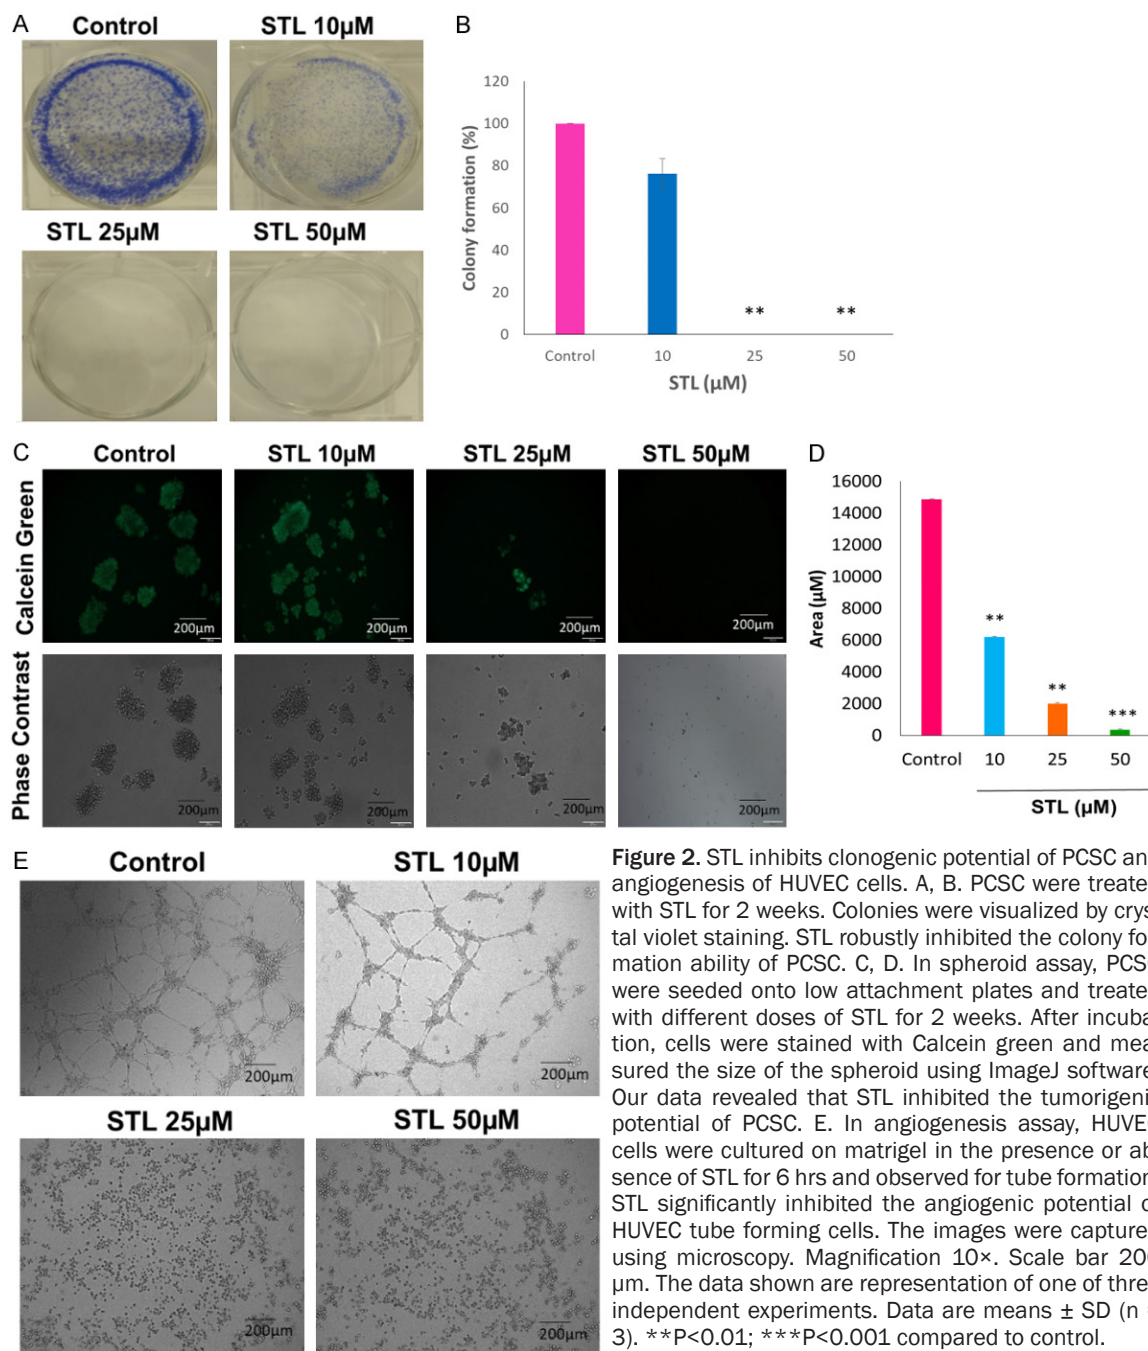 A
Control
STL 10µM
STL 25µM
STL 50µM
B
120
100
80
60
40
20
0
Colony formation (%)
**
**
Control
10
25
50
STL (µM)
C
Control
STL 10µM
STL 25µM
STL 50µM
Calcein Green
200µm
200µm
200µm
200µm
Phase Contrast
200µm
200µm
200µm
200µm
D
16000
14000
12000
10000
8000
6000
4000
2000
0
Area (µM)
**
**
***
Control
10
25
50
STL (µM)
E
Control
STL 10µM
200µm
200µm
STL 25µM
STL 50µM
200µm
200µm
Figure 2. STL inhibits clonogenic potential of PCSC an
angiogenesis of HUVEC cells. A, B. PCSC were treate
with STL for 2 weeks. Colonies were visualized by crys
tal violet staining. STL robustly inhibited the colony fo
mation ability of PCSC. C, D. In spheroid assay, PCS
were seeded onto low attachment plates and treate
with different doses of STL for 2 weeks. After incuba
tion, cells were stained with Calcein green and mea
sured the size of the spheroid using ImageJ software
Our data revealed that STL inhibited the tumorigeni
potential of PCSC. E. In angiogenesis assay, HUVE
cells were cultured on matrigel in the presence or ab
sence of STL for 6 hrs and observed for tube formation
STL significantly inhibited the angiogenic potential o
HUVEC tube forming cells. The images were capture
using microscopy. Magnification 10×. Scale bar 20
µm. The data shown are representation of one of thre
independent experiments. Data are means ± SD (n
3). **P<0.01; ***P<0.001 compared to control.